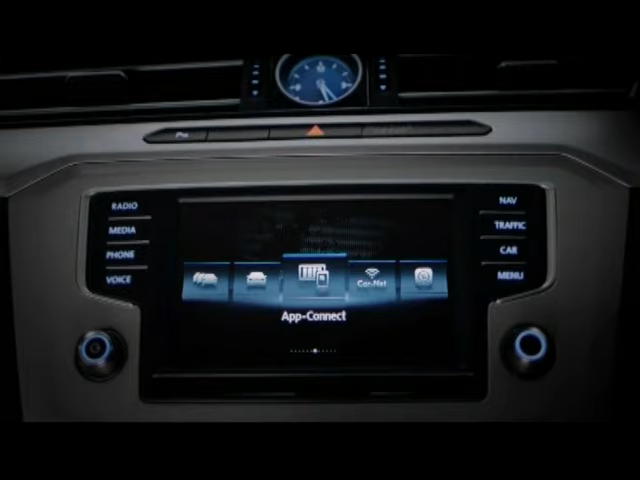 RADIO
MEDIA
PHONE
VOICE
NAV
TRAFFIC
CAR
MENU
Car-Net
App-Connect